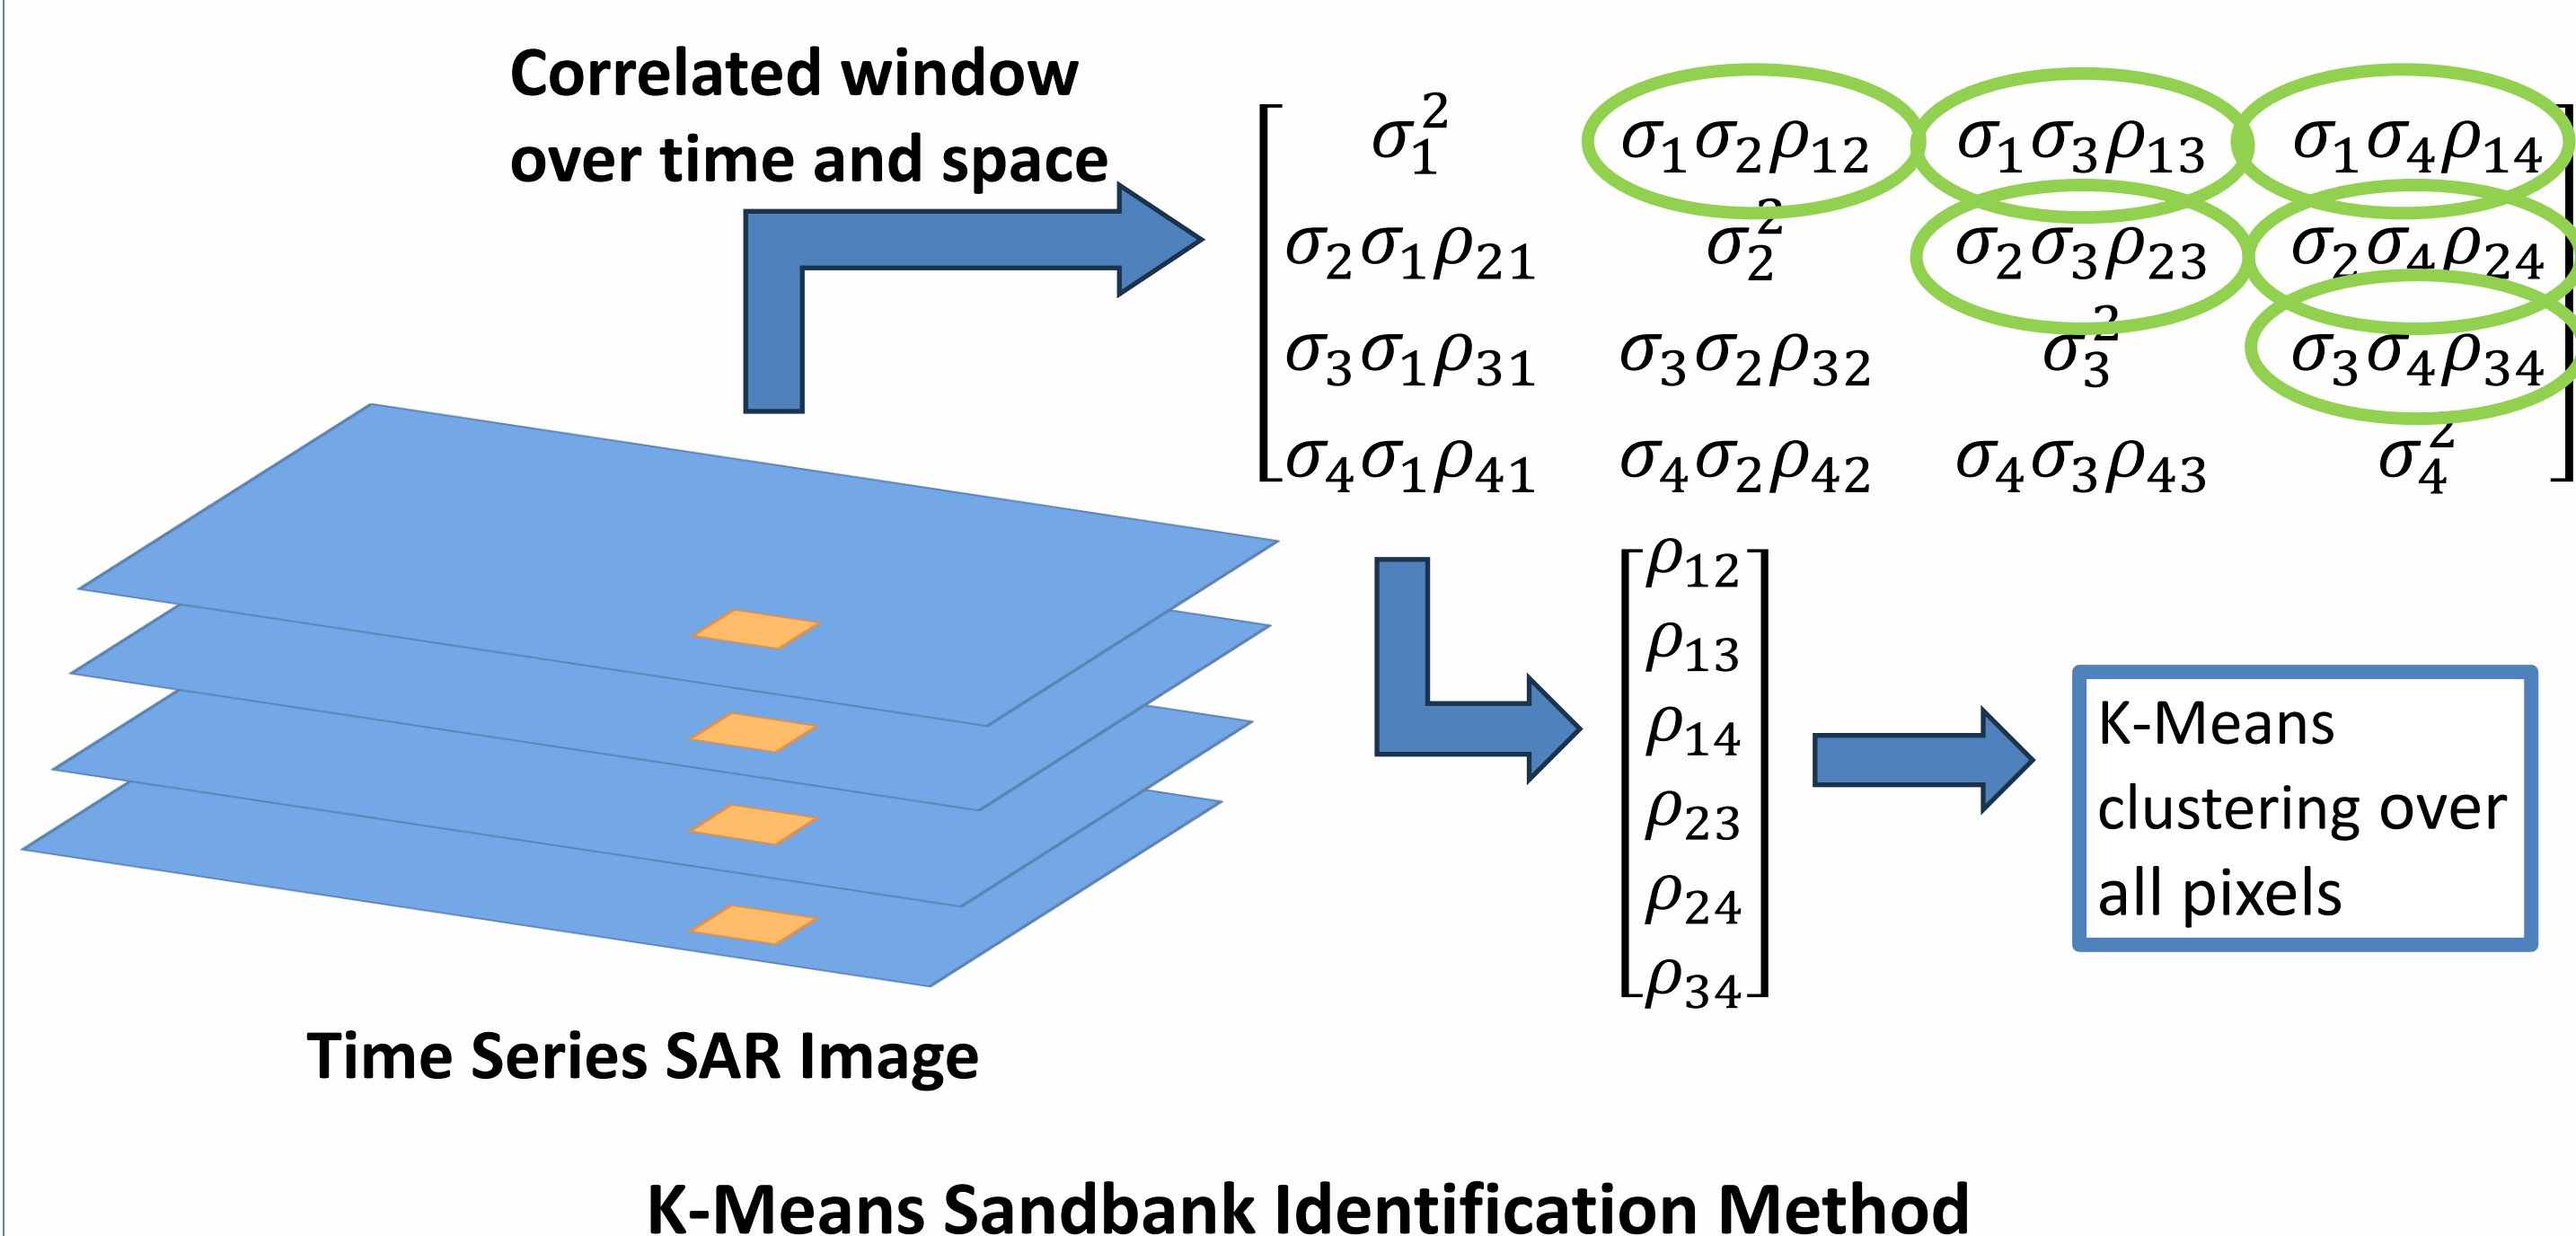 Correlated window
over time and space
σ₁² σ₁σ₂ρ₁₂ σ₁σ₃ρ₁₃ σ₁σ₄ρ₁₄
σ₂σ₁ρ₂₁ σ₂² σ₂σ₃ρ₂₃ σ₂σ₄ρ₂₄
σ₃σ₁ρ₃₁ σ₃σ₂ρ₃₂ σ₃² σ₃σ₄ρ₃₄
σ₄σ₁ρ₄₁ σ₄σ₂ρ₄₂ σ₄σ₃ρ₄₃ σ₄²
ρ₁₂
ρ₁₃
ρ₁₄
ρ₂₃
ρ₂₄
ρ₃₄
K-Means
clustering over
all pixels
Time Series SAR Image
K-Means Sandbank Identification Method